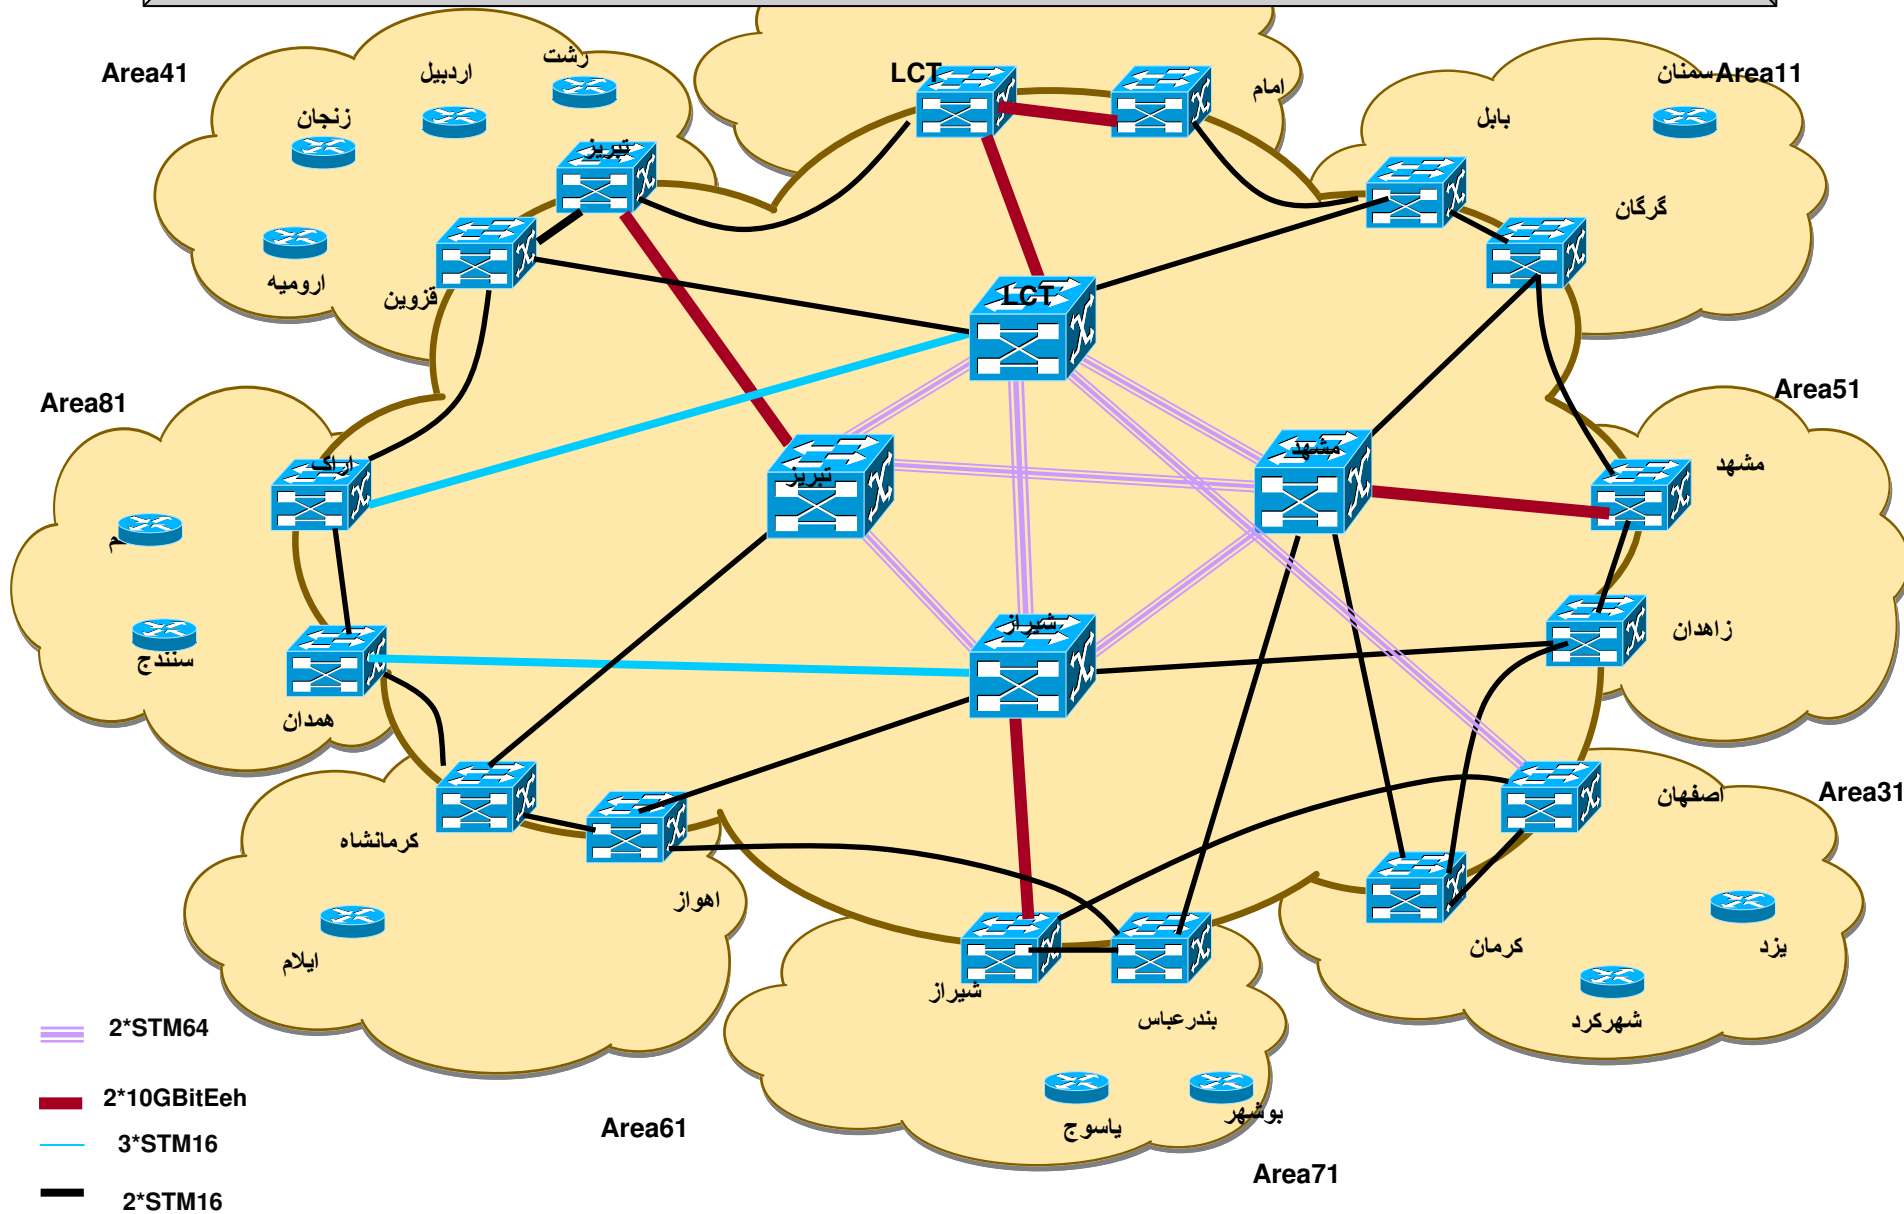 Area41
رشت
اردبیل
زنجان
تبریز
ارومیه
قزوین
LCT
امام
سمنان
Area11
بابل
گرگان
LCT
Area81
اراک
سنندج
همدان
تبریز
مشهد
شیراز
Area51
مشهد
زاهدان
Area31
اصفهان
یزد
کرمان
شهرکرد
کرمانشاه
اهواز
ایلام
شیراز
بندرعباس
یاسوج
بوشهر
Area61
Area71
2*STM64
2*10GBitEeh
3*STM16
2*STM16